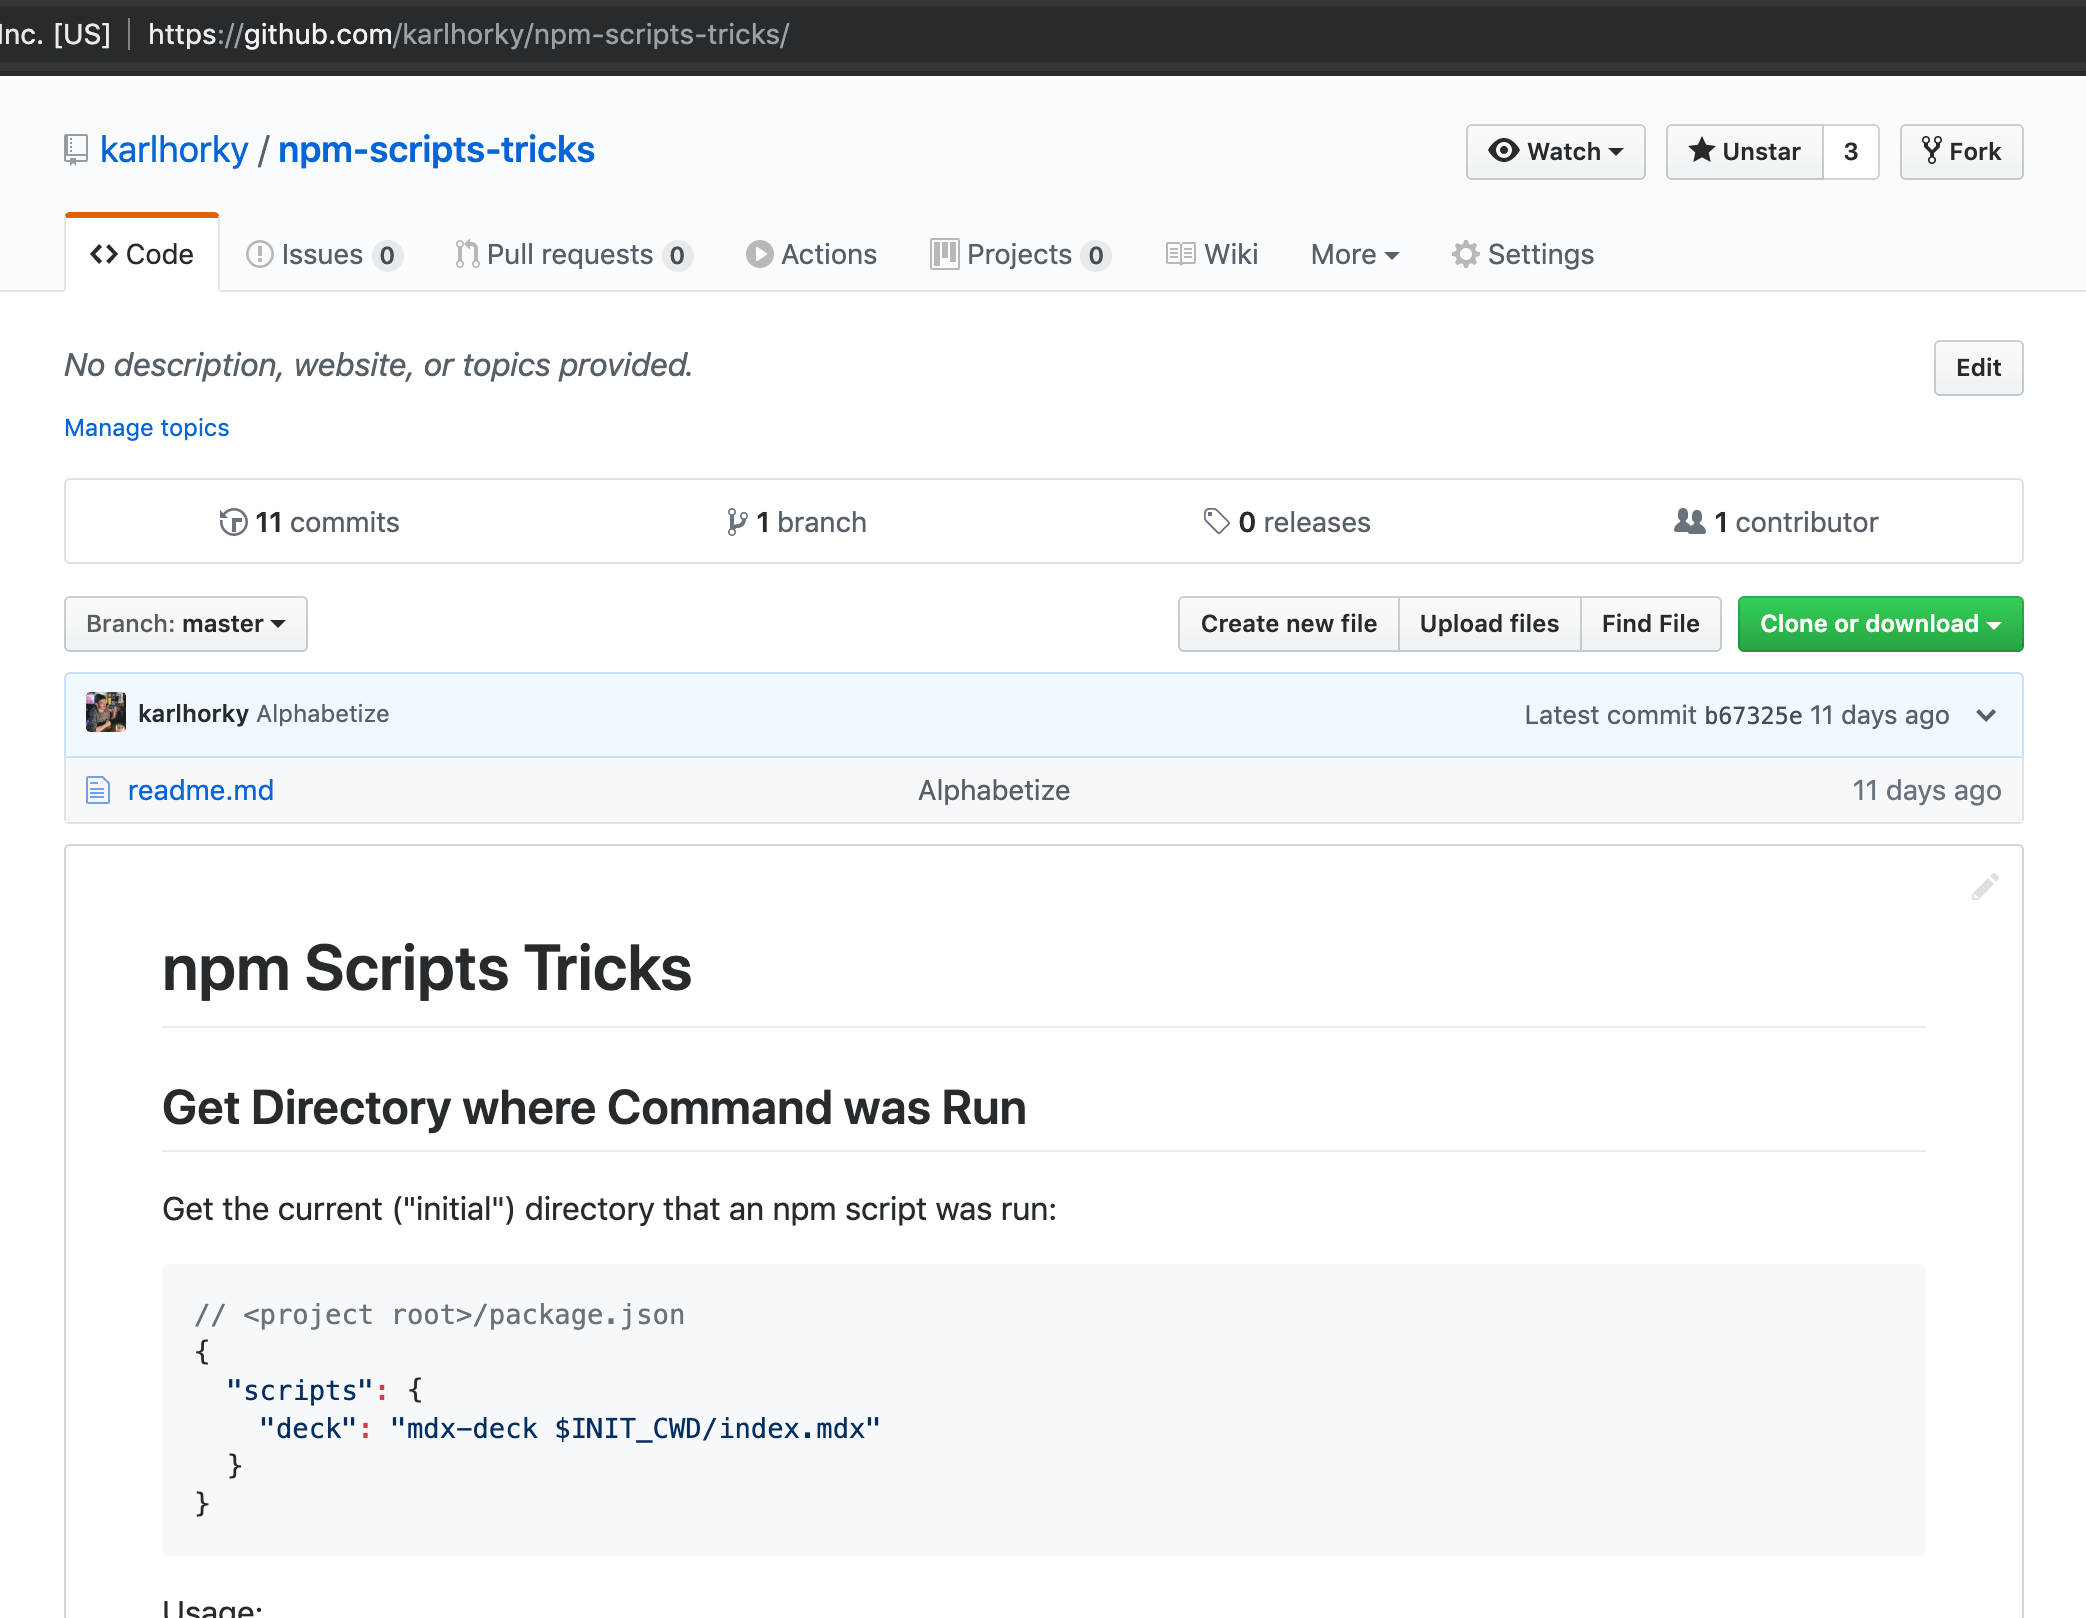 Inc. [US] | https://github.com/karlhorky/npm-scripts-tricks/
karlhorky / npm-scripts-tricks
Watch
Unstar 3
Fork
Code
Issues 0
Pull requests 0
Actions
Projects 0
Wiki
More
Settings
No description, website, or topics provided.
Edit
Manage topics
11 commits
1 branch
0 releases
1 contributor
Branch: master
Create new file
Upload files
Find File
Clone or download
karlhorky Alphabetize
Latest commit b67325e 11 days ago
readme.md
Alphabetize
11 days ago
npm Scripts Tricks
Get Directory where Command was Run
Get the current ("initial") directory that an npm script was run:
// <project root>/package.json
{
"scripts": {
"deck": "mdx-deck $INIT_CWD/index.mdx"
}
}
Usage: